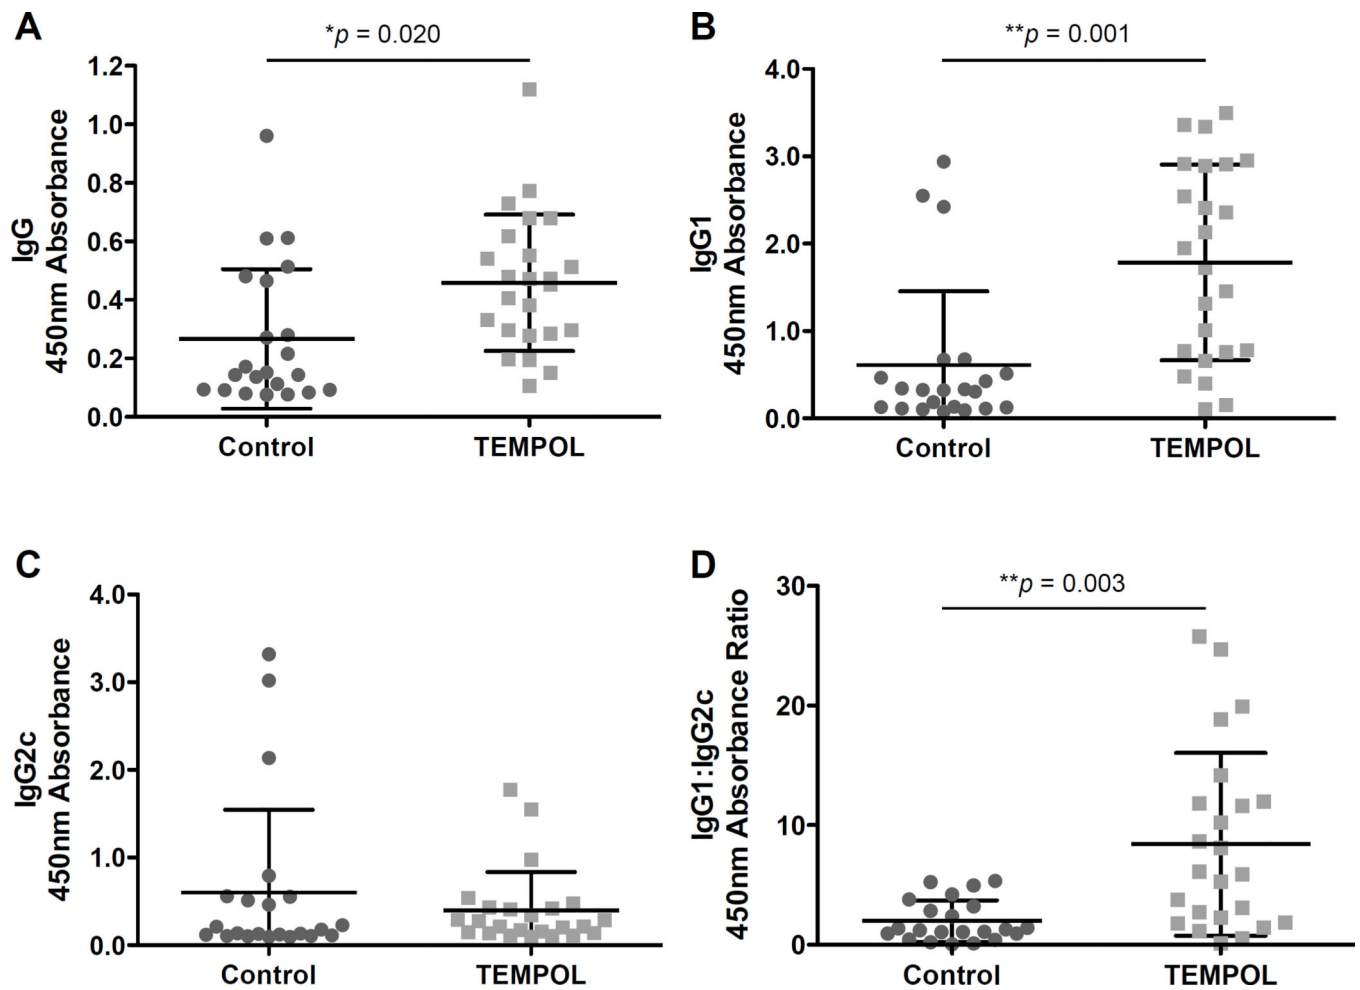 A
*p = 0.020
IgG
450nm Absorbance
1.2
1.0
0.8
0.6
0.4
0.2
0.0
Control
TEMPOL
B
**p = 0.001
IgG1
450nm Absorbance
4.0
3.0
2.0
1.0
0.0
Control
TEMPOL
C
IgG2c
450nm Absorbance
4.0
3.0
2.0
1.0
0.0
Control
TEMPOL
D
**p = 0.003
IgG1:IgG2c
450nm Absorbance Ratio
30
20
10
0
Control
TEMPOL